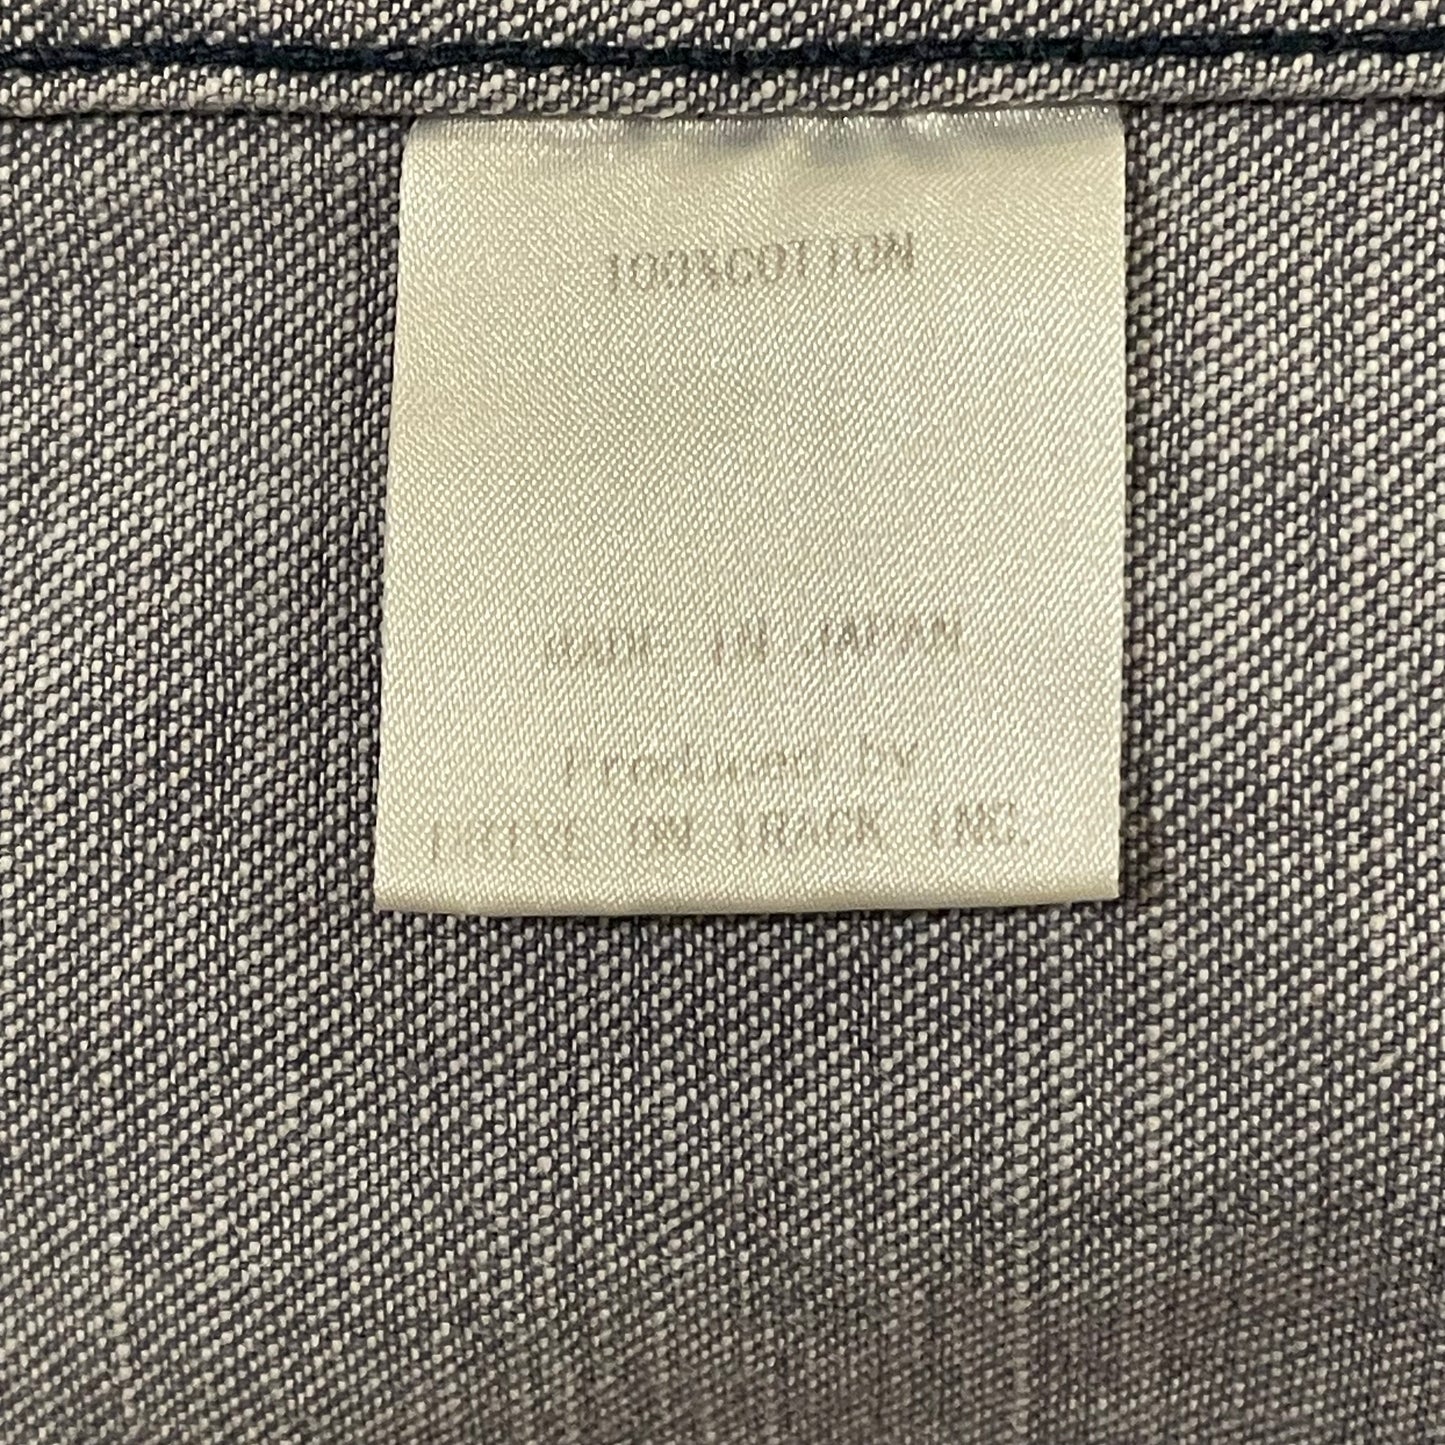 100%COTTON
MADE IN JAPAN
Produced by
ON TRACK INC.